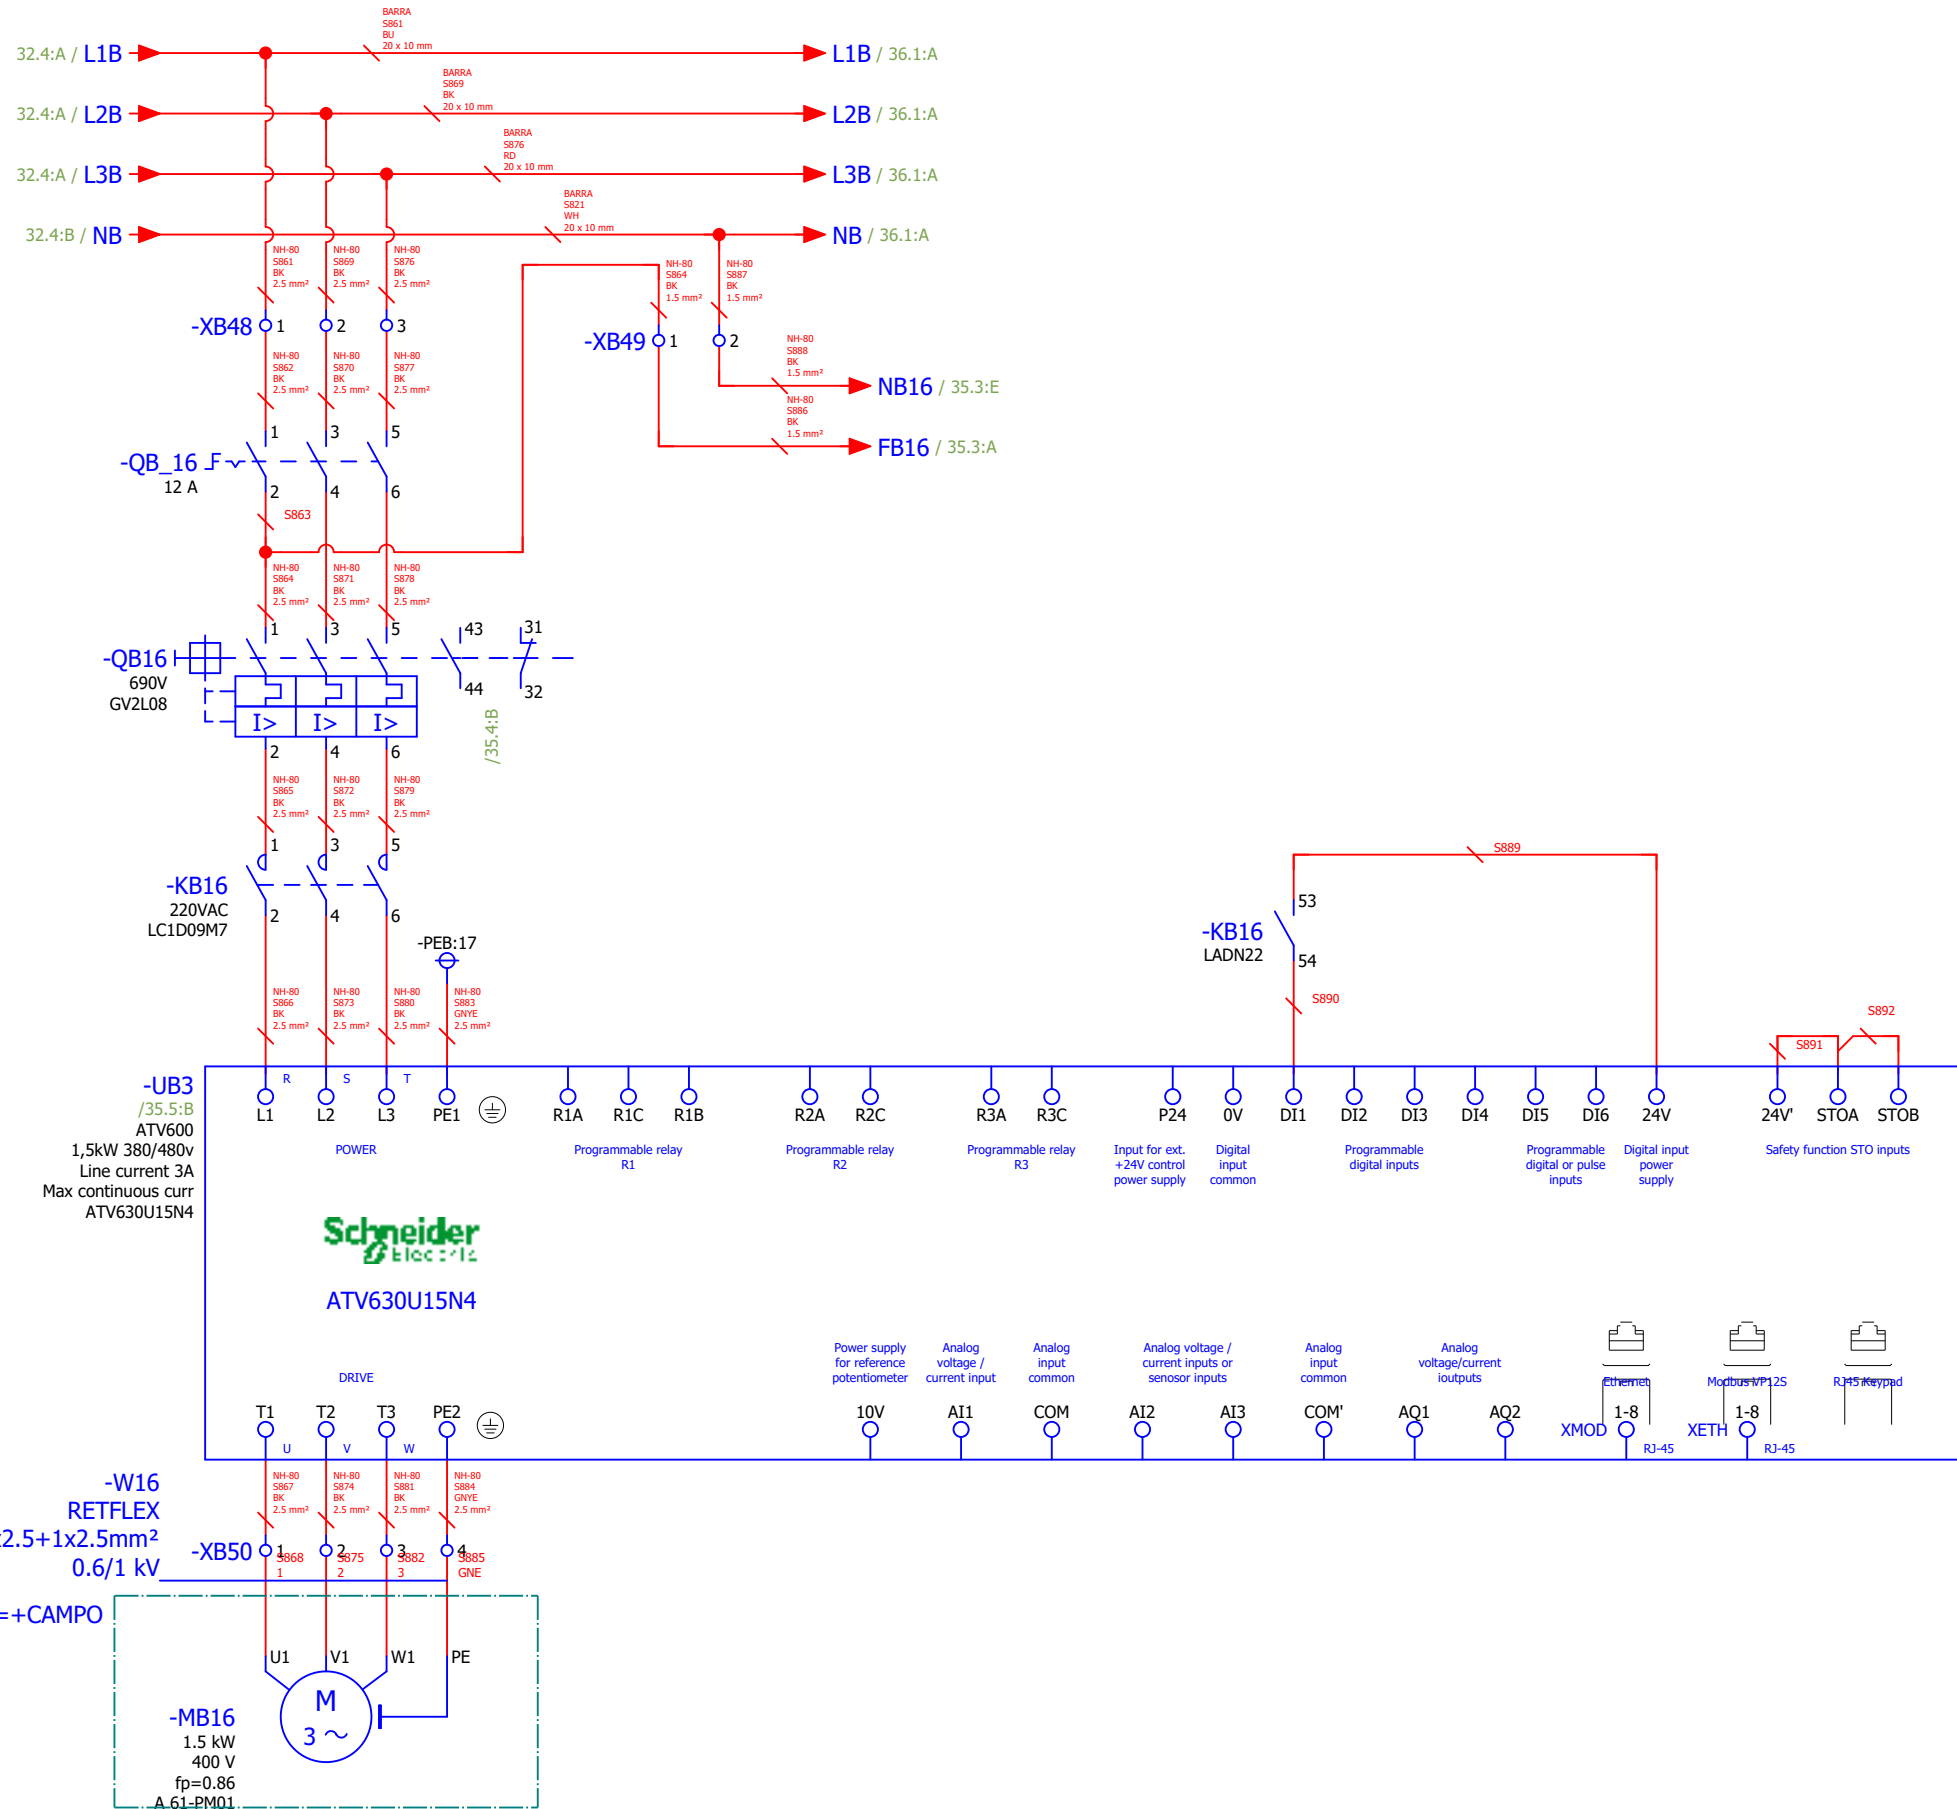 BARRA
S861
BU
20 x 10 mm
32.4:A / L1B
L1B / 36.1:A
BARRA
S869
BK
20 x 10 mm
32.4:A / L2B
L2B / 36.1:A
BARRA
S876
RD
20 x 10 mm
32.4:A / L3B
L3B / 36.1:A
BARRA
S821
WH
20 x 10 mm
32.4:B / NB
NB / 36.1:A
NH-80 NH-80 NH-80
S861 S869 S876
BK BK BK
2.5 mm² 2.5 mm² 2.5 mm²
NH-80 NH-80
S864 S887
BK BK
1.5 mm² 1.5 mm²
-XB48 1 2 3
-XB49 1 2
NH-80
S888
BK
1.5 mm²
NB16 / 35.3:E
NH-80 NH-80 NH-80
S862 S870 S877
BK BK BK
2.5 mm² 2.5 mm² 2.5 mm²
NH-80
S886
BK
1.5 mm²
FB16 / 35.3:A
1 3 5
-QB_16
12 A
2 4 6
S863
NH-80 NH-80 NH-80
S864 S871 S878
BK BK BK
2.5 mm² 2.5 mm² 2.5 mm²
1 3 5 43 31
-QB16
690V
GV2L08
44 32
I> I> I>
/35.4:B
2 4 6
NH-80 NH-80 NH-80
S865 S872 S879
BK BK BK
2.5 mm² 2.5 mm² 2.5 mm²
1 3 5
-KB16
220VAC
LC1D09M7
2 4 6
S889
53
-KB16
LADN22
54
S890
-PEB:17
NH-80 NH-80 NH-80 NH-80
S866 S873 S880 S883
BK BK BK GNYE
2.5 mm² 2.5 mm² 2.5 mm² 2.5 mm²
S892
S891
-UB3
/35.5:B
ATV600
1,5kW 380/480v
Line current 3A
Max continuous curr
ATV630U15N4
R S T
L1 L2 L3 PE1 R1A R1C R1B R2A R2C R3A R3C P24 0V DI1 DI2 DI3 DI4 DI5 DI6 24V 24V' STOA STOB
POWER
Programmable relay
R1
Programmable relay
R2
Programmable relay
R3
Input for ext.
+24V control
power supply
Digital
input
common
Programmable
digital inputs
Programmable
digital or pulse
inputs
Digital input
power
supply
Safety function STO inputs
Schneider
Electric
ATV630U15N4
DRIVE
Power supply
for reference
potentiometer
Analog
voltage /
current input
Analog
input
common
Analog voltage /
current inputs or
senosor inputs
Analog
input
common
Analog
voltage/current
ioutputs
Ethernet
Modbus VP12S
RJ45 Keypad
T1 T2 T3 PE2 10V AI1 COM AI2 AI3 COM' AQ1 AQ2 1-8 1-8
XMOD XETH
U V W
RJ-45 RJ-45
-W16
RETFLEX
x2.5+1x2.5mm²
0.6/1 kV
NH-80 NH-80 NH-80 NH-80
S867 S874 S881 S884
BK BK BK GNYE
2.5 mm² 2.5 mm² 2.5 mm² 2.5 mm²
-XB50 1 2 3 4
S868 S875 S882 S885
1 2 3 GNE
=+CAMPO
U1 V1 W1 PE
M
3 ~
-MB16
1.5 kW
400 V
fp=0.86
A 61-PM01